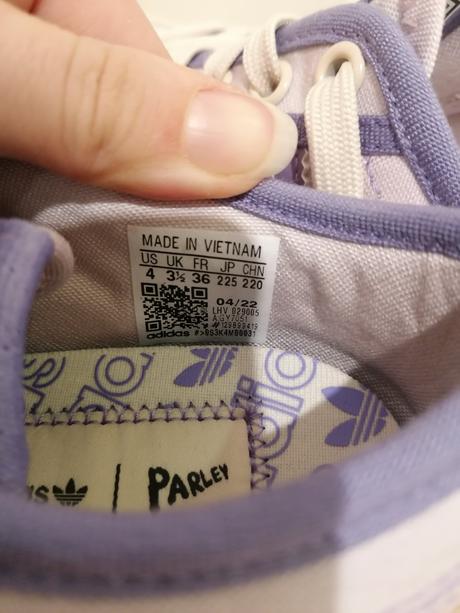 MADE IN VIETNAM
US UK FR JP CHN
4 3½ 36 225 220
04/22
LHV 029005
adidas
PARLEY